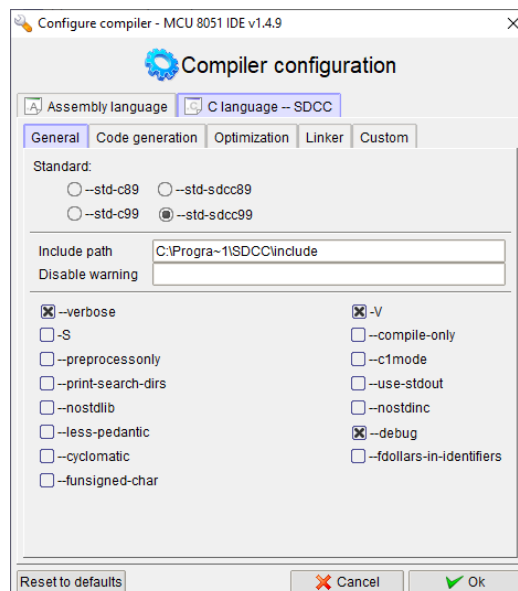 Configure compiler - MCU 8051 IDE v1.4.9
Compiler configuration
Assembly language C language -- SDCC
General Code generation Optimization Linker Custom
Standard:
--std-c89 --std-sdcc89
--std-c99 --std-sdcc99
Include path C:\Progra~1\SDCC\include
Disable warning
--verbose -V
-S --compile-only
--preprocessonly --c1mode
--print-search-dirs --use-stdout
--nostdlib --nostdinc
--less-pedantic --debug
--cyclomatic --fdollars-in-identifiers
--funsigned-char
Reset to defaults Cancel Ok